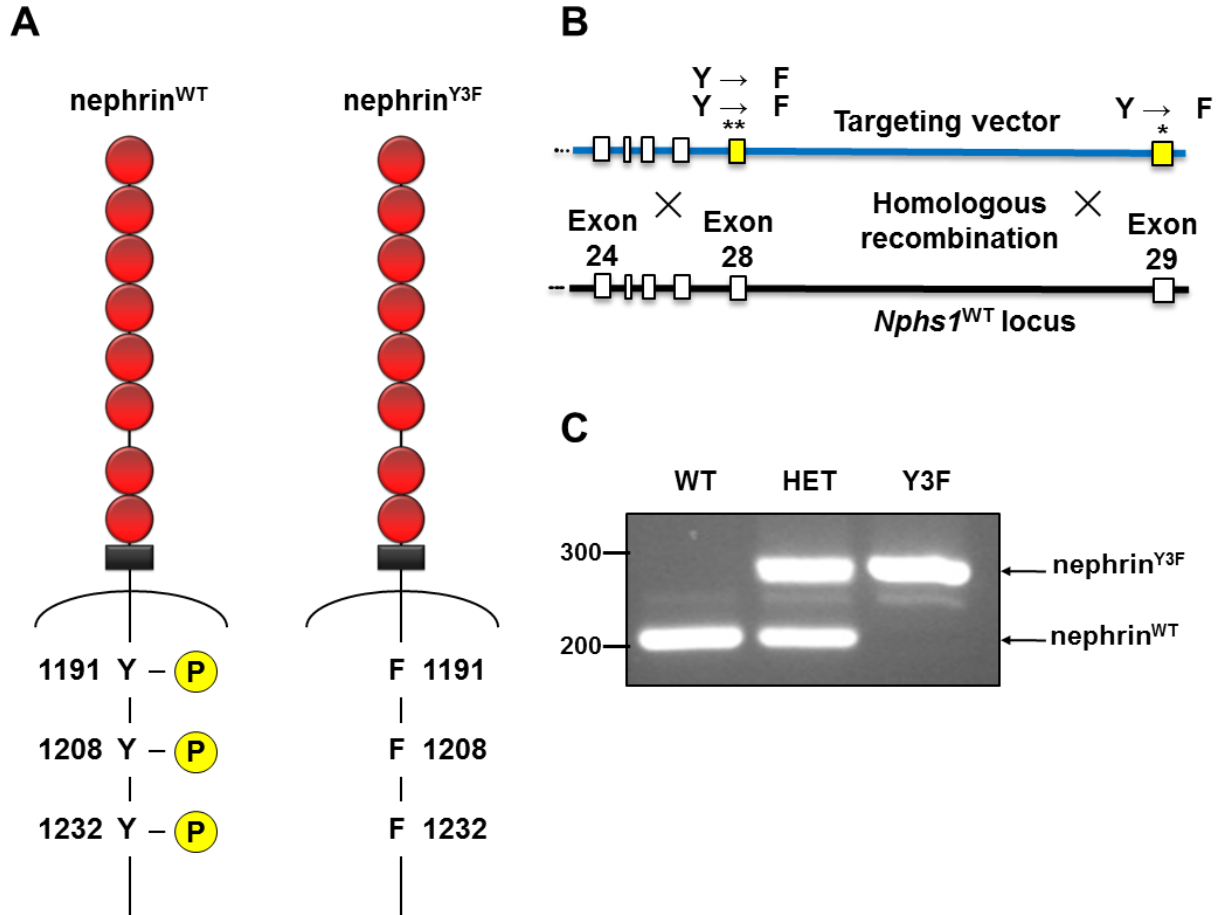 A
nephrinWT
nephrinY3F
1191 Y – P
1208 Y – P
1232 Y – P
F 1191
F 1208
F 1232
B
Y → F
Y → F
**
Targeting vector
Y → F
*
Exon
24
Exon
28
Homologous
recombination
Exon
29
Nphs1WT locus
C
WT HET Y3F
300
200
nephrinY3F
nephrinWT